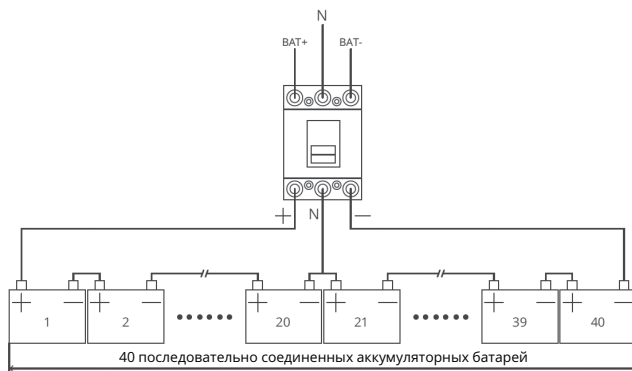 N
BAT+ BAT-
+ N —
+ — + — + — + — + — + —
1 2 20 21 39 40
40 последовательно соединенных аккумуляторных батарей